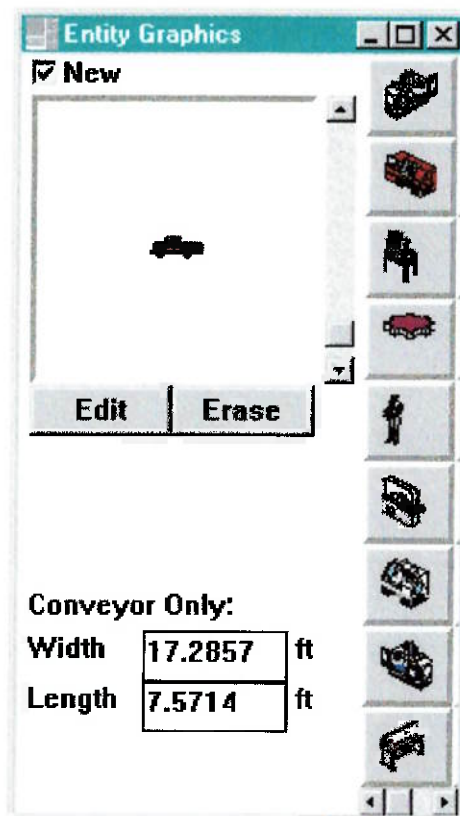 Entity Graphics
New
Edit Erase
Conveyor Only:
Width 17.2857 ft
Length 7.5714 ft